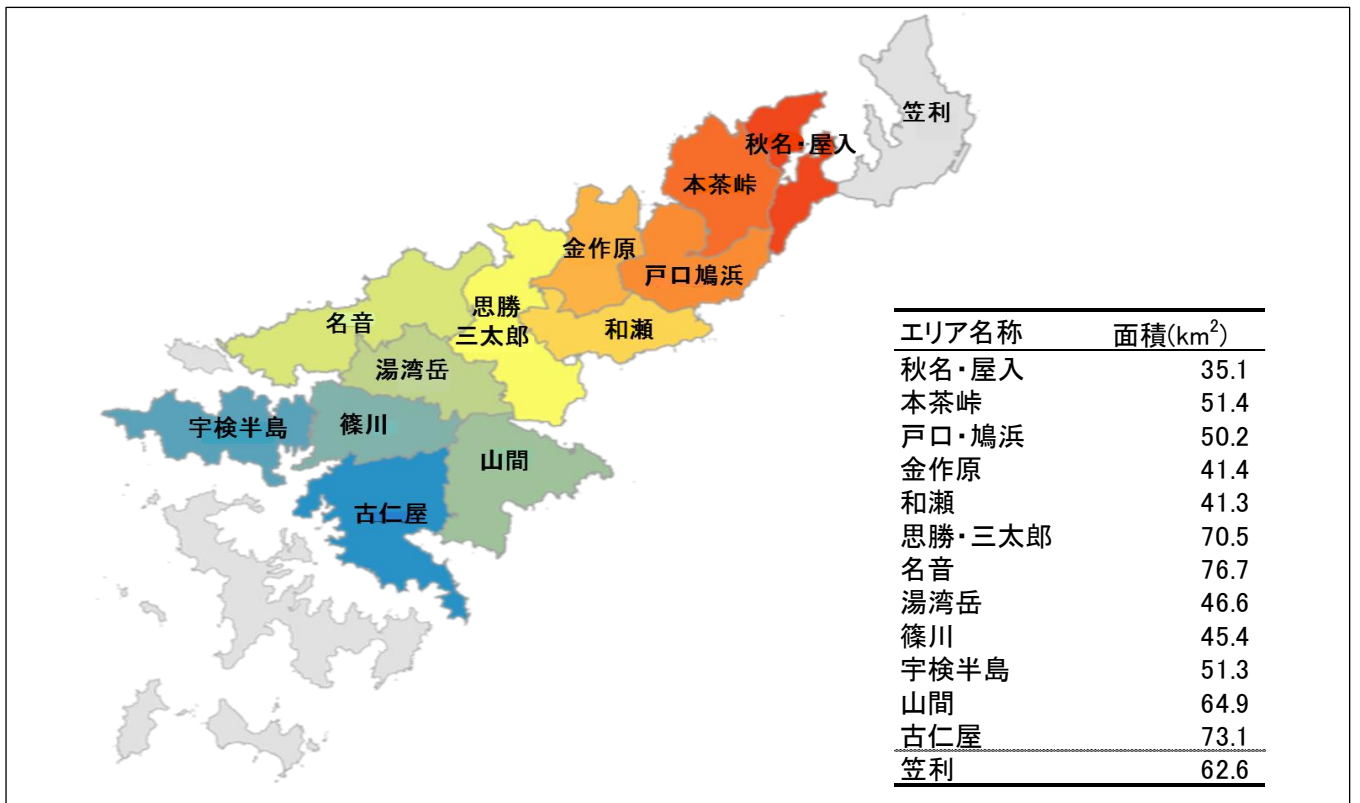 笠利
秋名・屋入
本茶峠
金作原
戸口鳩浜
思勝
三太郎
和瀬
名音
湯湾岳
宇検半島
篠川
山間
古仁屋
エリア名称 面積(km²)
秋名・屋入 35.1
本茶峠 51.4
戸口・鳩浜 50.2
金作原 41.4
和瀬 41.3
思勝・三太郎 70.5
名音 76.7
湯湾岳 46.6
篠川 45.4
宇検半島 51.3
山間 64.9
古仁屋 73.1
笠利 62.6